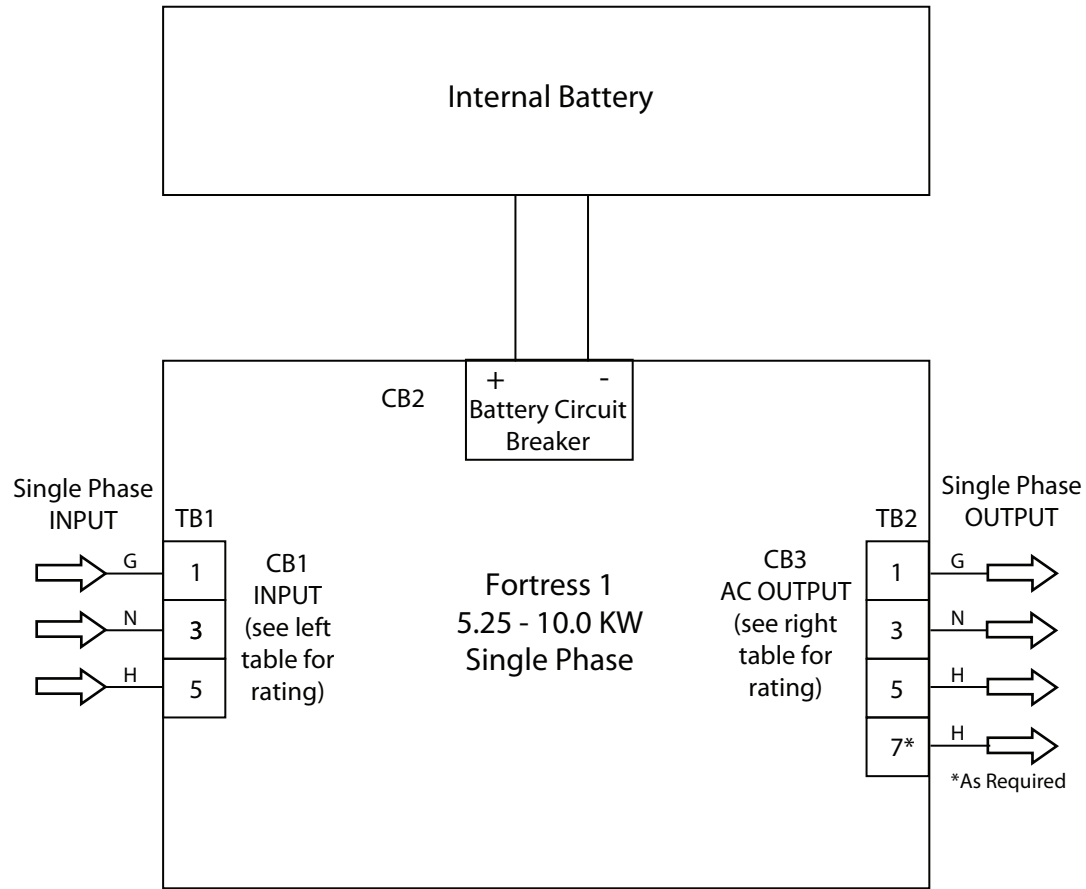 Internal Battery
CB2
+ -
Battery Circuit
Breaker
Single Phase
INPUT
TB1
G
1
N
3
H
5
CB1
INPUT
(see left
table for
rating)
Fortress 1
5.25 - 10.0 KW
Single Phase
CB3
AC OUTPUT
(see right
table for
rating)
TB2
Single Phase
OUTPUT
1
G
3
N
5
H
7*
H
*As Required